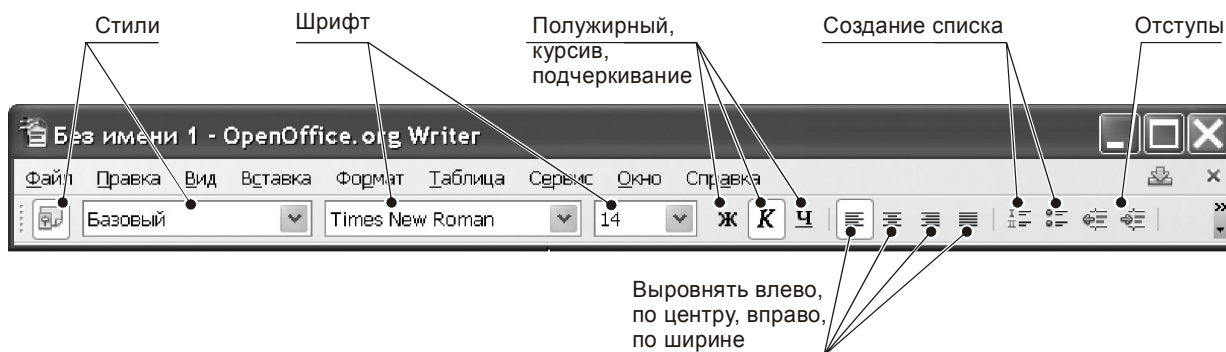 Стили
Шрифт
Полужирный,
курсив,
подчеркивание
Создание списка
Отступы
Без имени 1 - OpenOffice.org Writer
Файл Правка Вид Вставка Формат Таблица Сервис Окно Справка
Базовый Times New Roman 14 Ж К Ч
Выровнять влево,
по центру, вправо,
по ширине